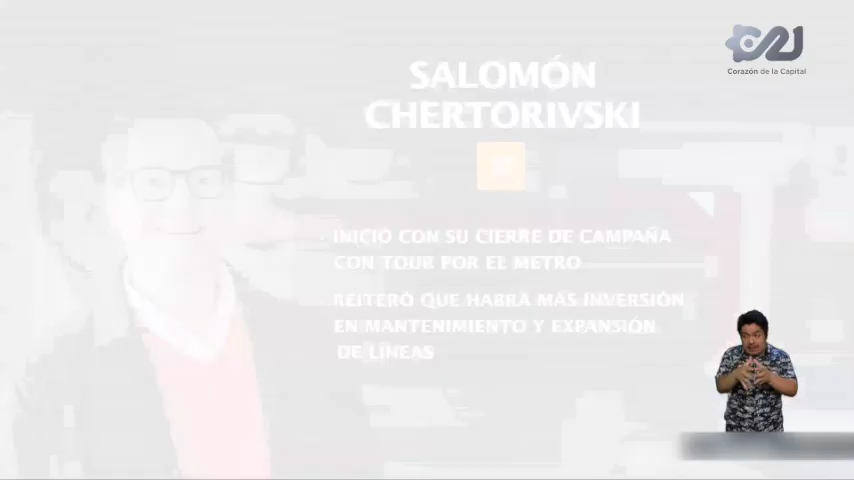 Corazón de la Capital
SALOMÓN
CHERTORIVSKI
INICIÓ CON SU CIERRE DE CAMPAÑA
CON TOUR POR EL METRO
REITERÓ QUE HABRÁ MÁS INVERSIÓN
EN MANTENIMIENTO Y EXPANSIÓN
DE LÍNEAS